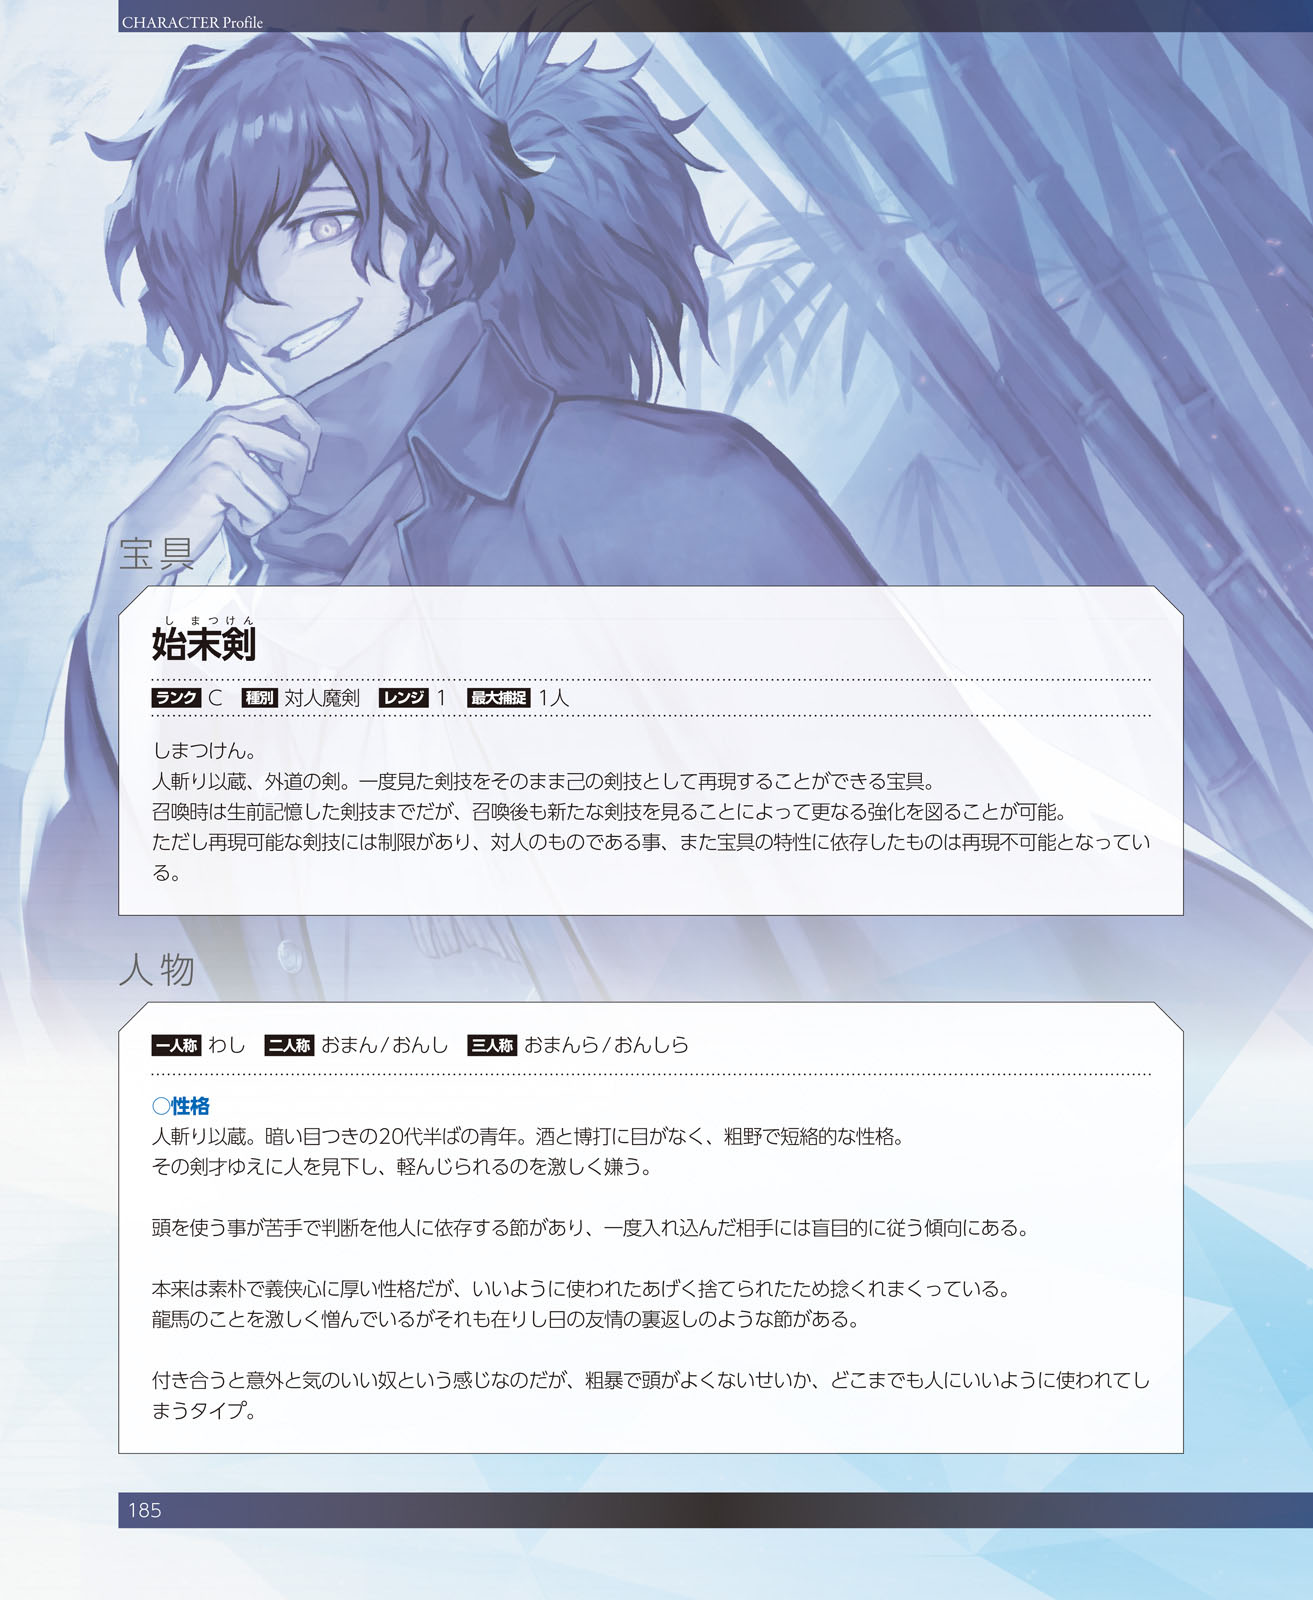 CHARACTER Profile
宝具
しまつけん
始末剣
ランク C 種別 対人魔剣 レンジ 1 最大捕捉 1人
しまつけん。
人斬り以蔵、外道の剣。一度見た剣技をそのまま己の剣技として再現することができる宝具。
召喚時は生前記憶した剣技までだが、召喚後も新たな剣技を見ることによって更なる強化を図ることが可能。
ただし再現可能な剣技には制限があり、対人のものである事、また宝具の特性に依存したものは再現不可能となってい
る。
人物
一人称 わし 二人称 おまん/おんし 三人称 おまんら/おんしら
○性格
人斬り以蔵。暗い目つきの20代半ばの青年。酒と博打に目がなく、粗野で短絡的な性格。
その剣才ゆえに人を見下し、軽んじられるのを激しく嫌う。
頭を使う事が苦手で判断を他人に依存する節があり、一度入れ込んだ相手には盲目的に従う傾向にある。
本来は素朴で義侠心に厚い性格だが、いいように使われたあげく捨てられたため捻くれまくっている。
龍馬のことを激しく憎んでいるがそれも在りし日の友情の裏返しのような節がある。
付き合うと意外と気のいい奴という感じなのだが、粗暴で頭がよくないせいか、どこまでも人にいいように使われてし
まうタイプ。
185